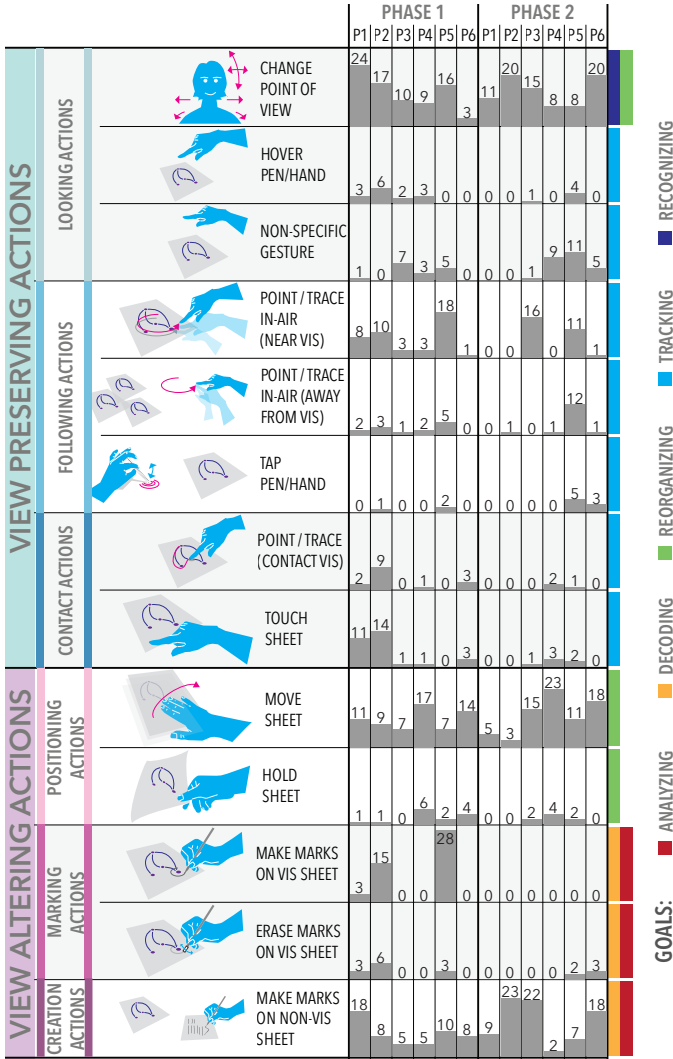 PHASE 1 PHASE 2
P1 P2 P3 P4 P5 P6 P1 P2 P3 P4 P5 P6
VIEW PRESERVING ACTIONS
LOOKING ACTIONS
CHANGE
POINT OF
VIEW
24 17 10 9 16 3 11 20 15 8 8 20
HOVER
PEN/HAND
3 6 2 3 0 0 0 0 1 0 4 0
NON-SPECIFIC
GESTURE
1 0 7 3 5 0 0 0 1 9 11 5
FOLLOWING ACTIONS
POINT / TRACE
IN-AIR
(NEAR VIS)
8 10 3 3 18 1 0 0 16 0 11 1
POINT / TRACE
IN-AIR (AWAY
FROM VIS)
2 3 1 2 5 0 0 1 0 1 12 1
TAP
PEN/HAND
0 1 0 0 2 0 0 0 0 0 5 3
CONTACT ACTIONS
POINT / TRACE
(CONTACT VIS)
2 9 0 1 0 3 0 0 0 2 1 0
TOUCH
SHEET
11 14 1 1 0 3 0 0 1 3 2 0
VIEW ALTERING ACTIONS
POSITIONING
ACTIONS
MOVE
SHEET
11 9 7 17 7 14 5 3 15 23 11 18
HOLD
SHEET
1 1 0 6 2 4 0 0 2 4 2 0
MARKING
ACTIONS
MAKE MARKS
ON VIS SHEET
3 15 0 0 28 0 0 0 0 0 0 0
ERASE MARKS
ON VIS SHEET
3 6 0 0 3 0 0 0 0 0 2 3
CREATION
ACTIONS
MAKE MARKS
ON NON-VIS
SHEET
18 8 5 5 10 8 9 23 22 2 7 18
GOALS:
ANALYZING
DECODING
REORGANIZING
TRACKING
RECOGNIZING